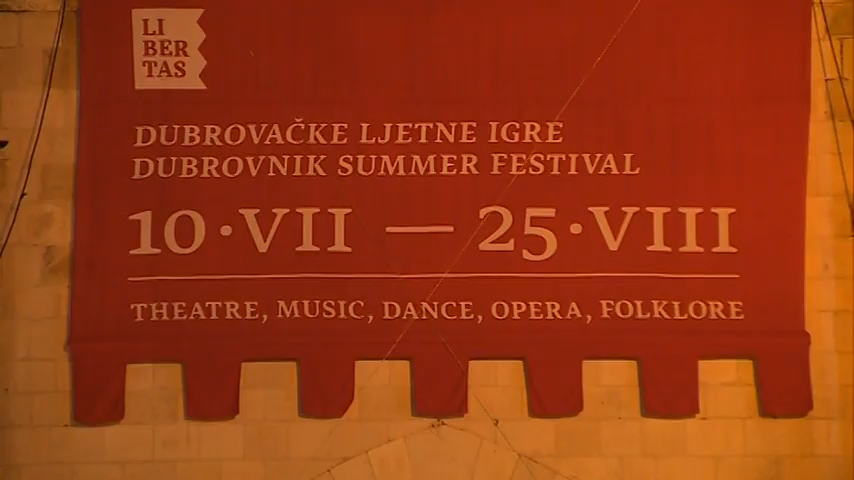 LI
BER
TAS
DUBROVAČKE LJETNE IGRE
DUBROVNIK SUMMER FESTIVAL
10·VII — 25·VIII
THEATRE, MUSIC, DANCE, OPERA, FOLKLORE